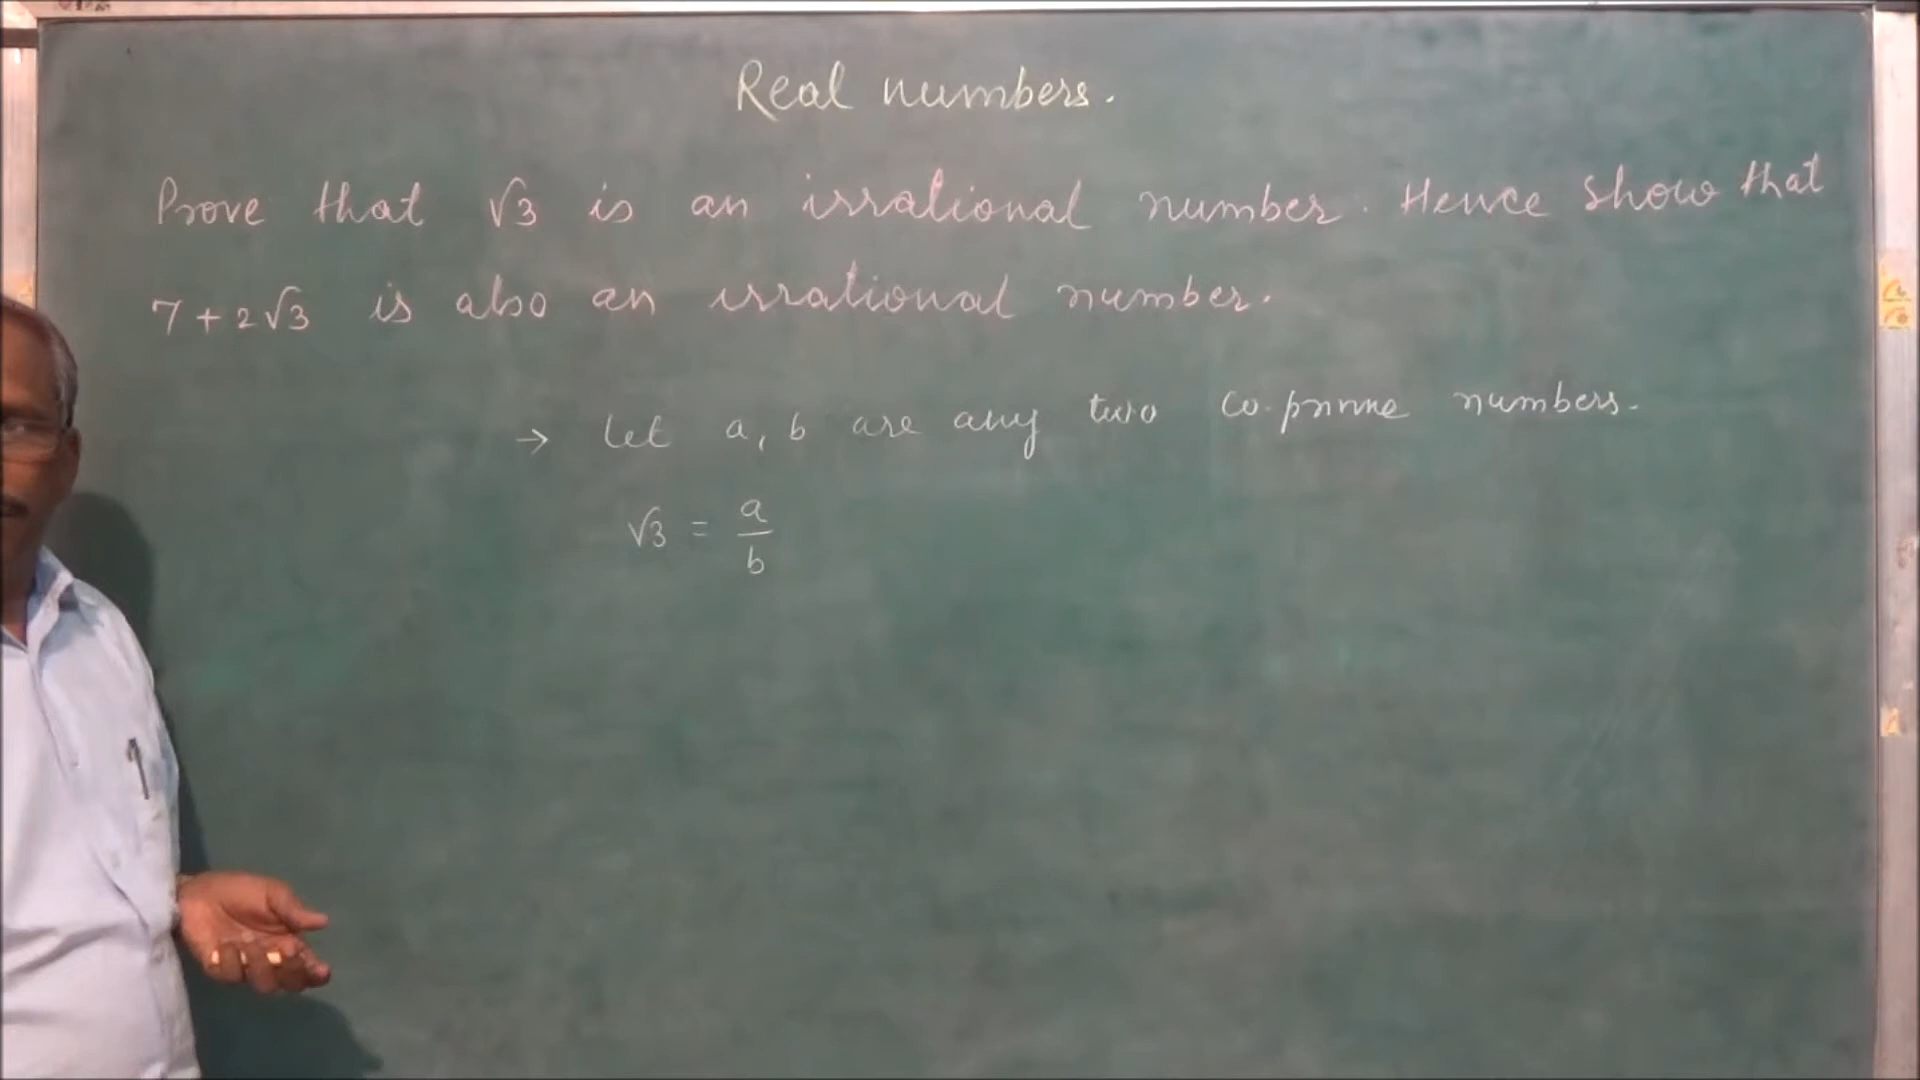 Real numbers.
Prove that √3 is an irrational number. Hence show that
7+2√3 is also an irrational number.
→ Let a, b are any two co-prime numbers.
√3 = a/b